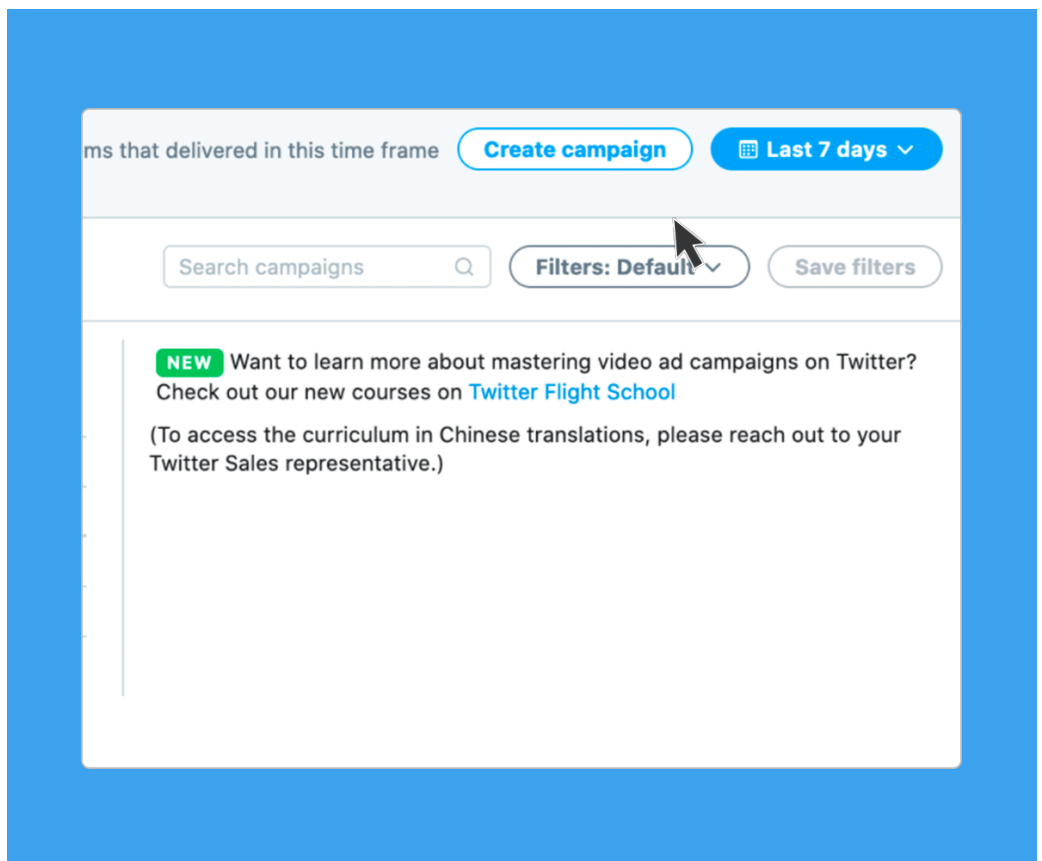 ms that delivered in this time frame Create campaign Last 7 days
Search campaigns Filters: Default Save filters
NEW Want to learn more about mastering video ad campaigns on Twitter?
Check out our new courses on Twitter Flight School
(To access the curriculum in Chinese translations, please reach out to your
Twitter Sales representative.)